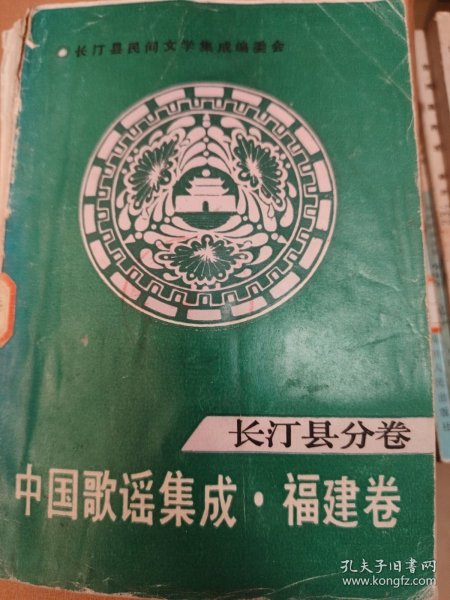 长汀县民间文学集成编委会
长汀县分卷
中国歌谣集成·福建卷
孔夫子旧书网
www.kongfz.com